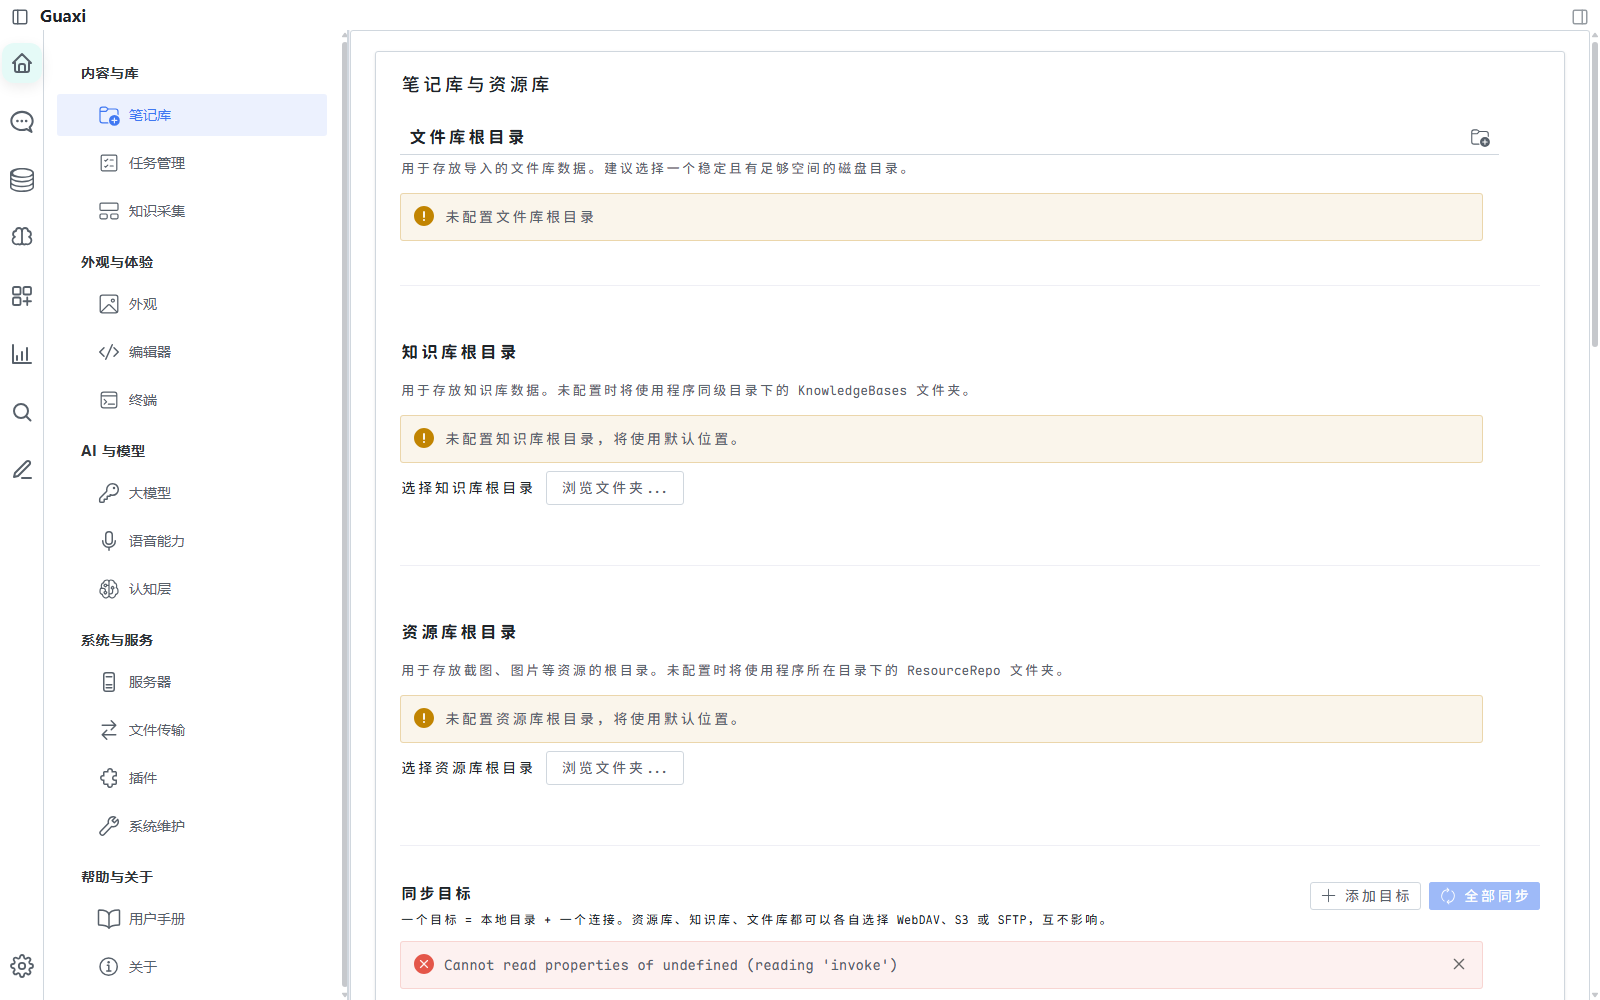 Guaxi
内容与库
笔记库
任务管理
知识采集
外观与体验
外观
编辑器
终端
AI 与模型
大模型
语音能力
认知层
系统与服务
服务器
文件传输
插件
系统维护
帮助与关于
用户手册
关于
笔记库与资源库
文件库根目录
用于存放导入的文件库数据。建议选择一个稳定且有足够空间的磁盘目录。
未配置文件库根目录
知识库根目录
用于存放知识库数据。未配置时将使用程序同级目录下的 KnowledgeBases 文件夹。
未配置知识库根目录，将使用默认位置。
选择知识库根目录 浏览文件夹...
资源库根目录
用于存放截图、图片等资源的根目录。未配置时将使用程序所在目录下的 ResourceRepo 文件夹。
未配置资源库根目录，将使用默认位置。
选择资源库根目录 浏览文件夹...
同步目标 添加目标 全部同步
一个目标 = 本地目录 + 一个连接。资源库、知识库、文件库都可以各自选择 WebDAV、S3 或 SFTP，互不影响。
Cannot read properties of undefined (reading 'invoke')